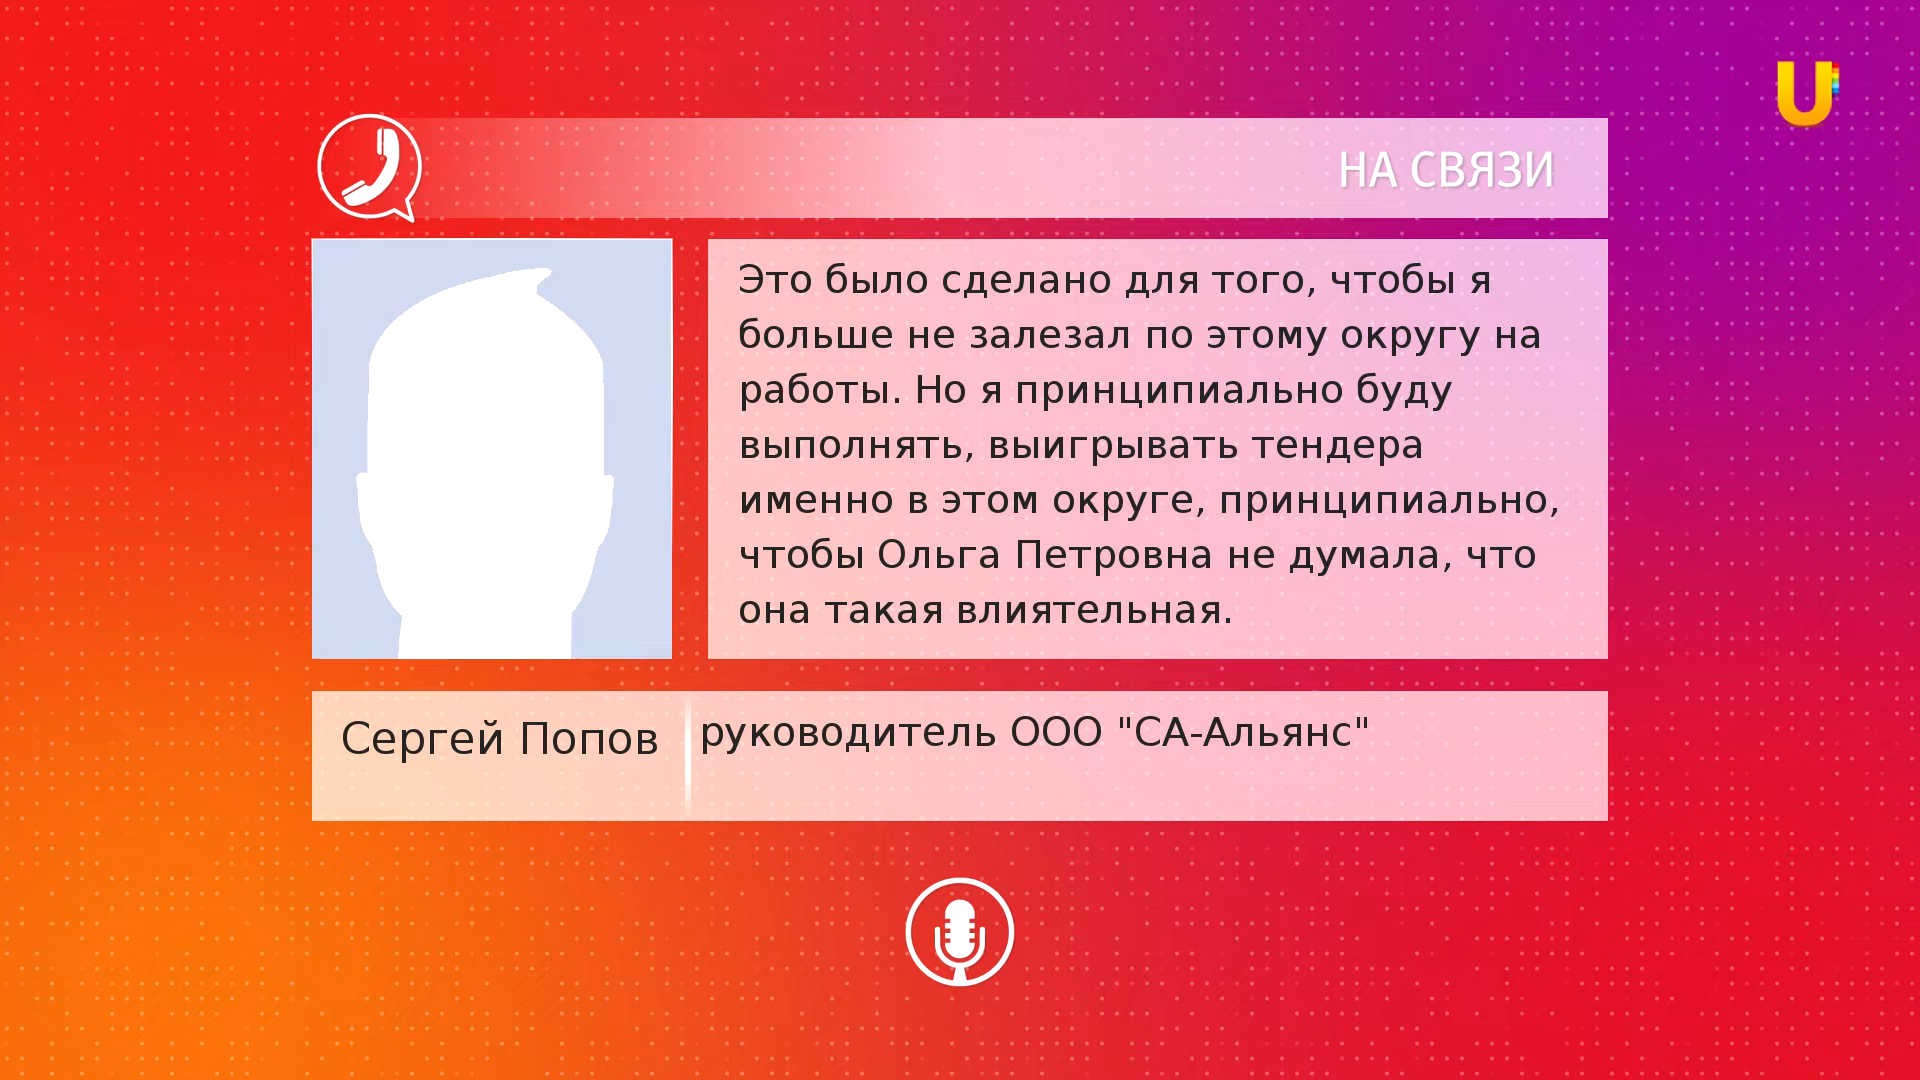 U
НА СВЯЗИ
Это было сделано для того, чтобы я
больше не залезал по этому округу на
работы. Но я принципиально буду
выполнять, выигрывать тендера
именно в этом округе, принципиально,
чтобы Ольга Петровна не думала, что
она такая влиятельная.
Сергей Попов
руководитель ООО "СА-Альянс"